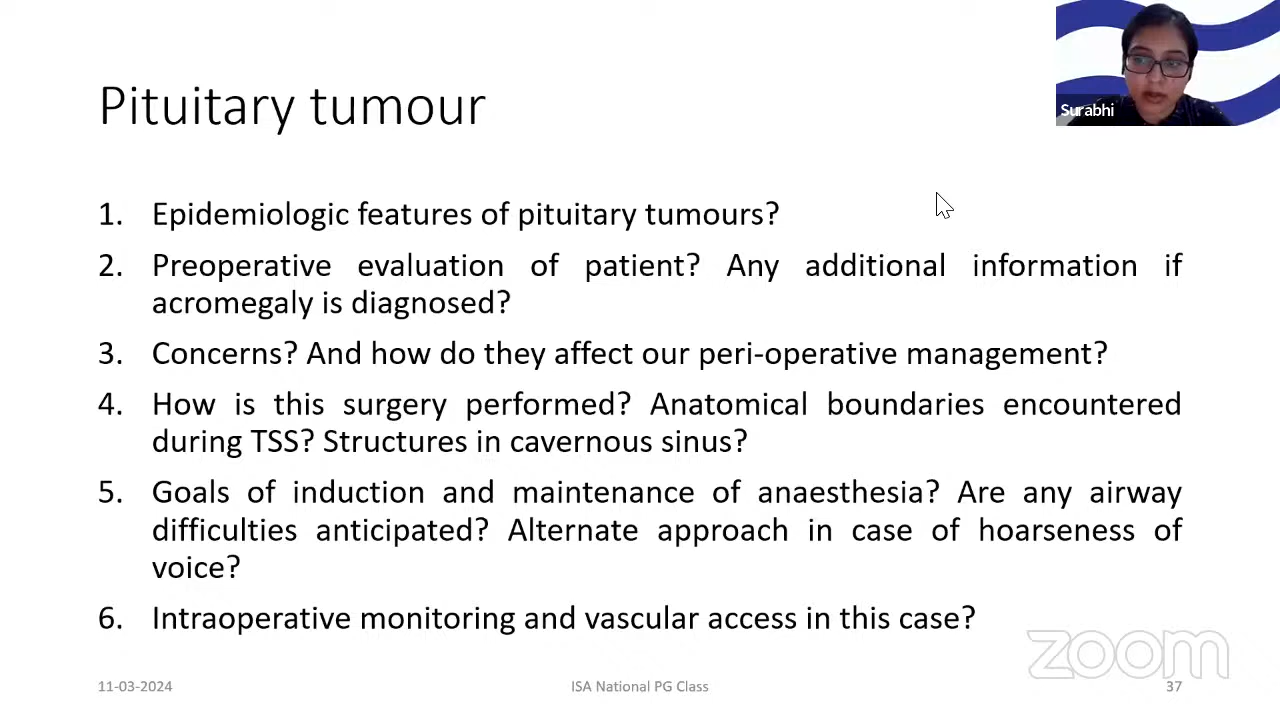 Surabhi
Pituitary tumour
1. Epidemiologic features of pituitary tumours?
2. Preoperative evaluation of patient? Any additional information if
acromegaly is diagnosed?
3. Concerns? And how do they affect our peri-operative management?
4. How is this surgery performed? Anatomical boundaries encountered
during TSS? Structures in cavernous sinus?
5. Goals of induction and maintenance of anaesthesia? Are any airway
difficulties anticipated? Alternate approach in case of hoarseness of
voice?
6. Intraoperative monitoring and vascular access in this case?
zoom
11-03-2024
ISA National PG Class
37